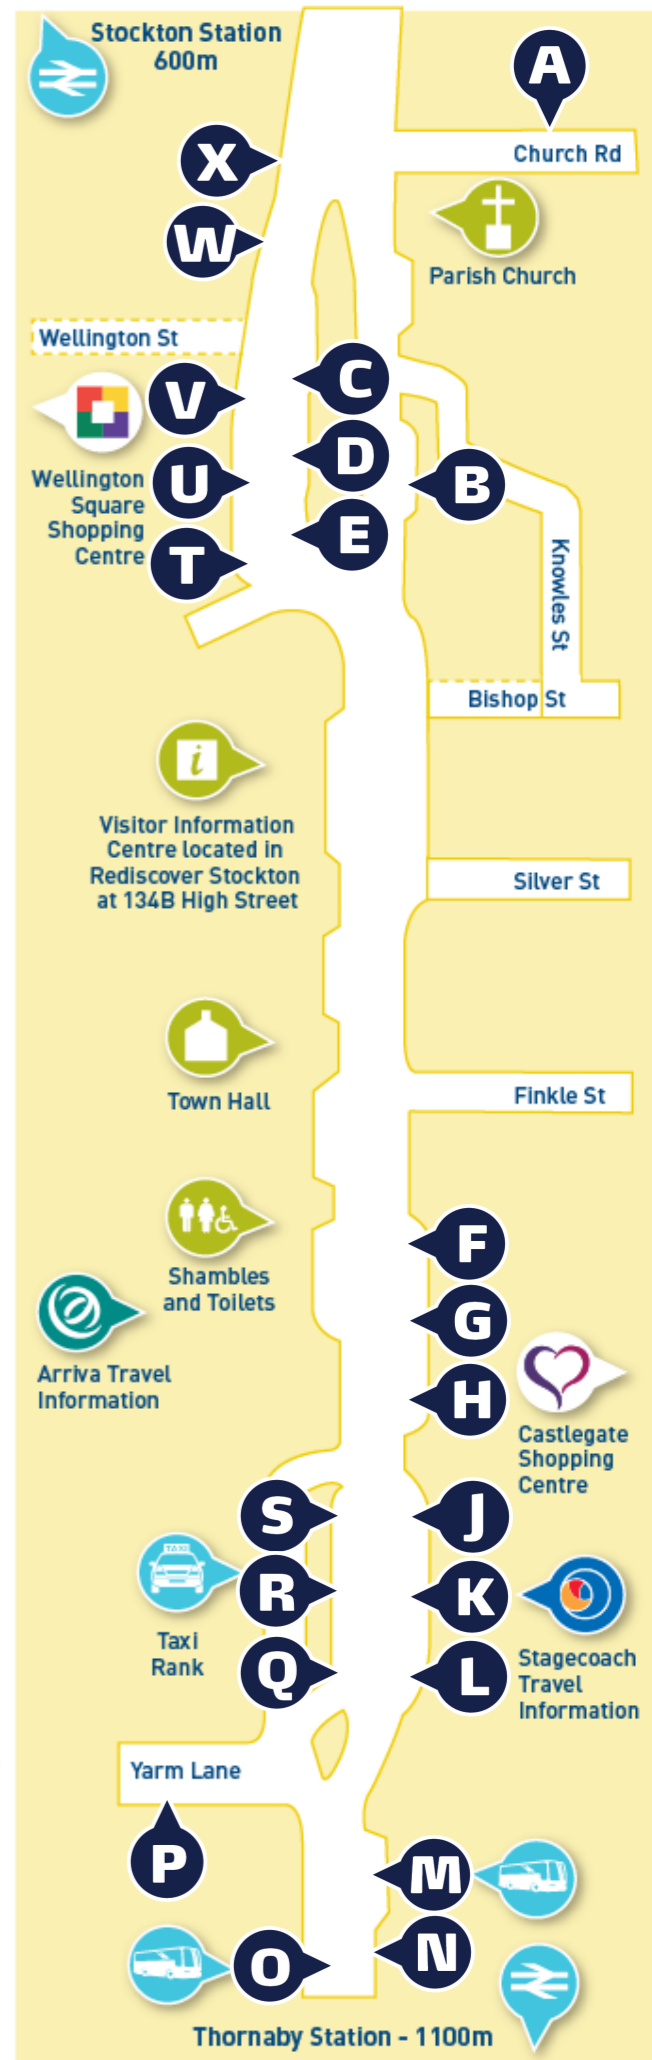 Stockton Station
600m
A
Church Rd
X
W
Parish Church
Wellington St
C
V
D
Wellington
Square
Shopping
Centre
U
B
E
T
Knowles St
Bishop St
i
Visitor Information
Centre located in
Rediscover Stockton
at 134B High Street
Silver St
Town Hall
Finkle St
F
Shambles
and Toilets
G
Arriva Travel
Information
H
Castlegate
Shopping
Centre
S
J
TAXI
R
K
Taxi
Rank
Q
L
Stagecoach
Travel
Information
Yarm Lane
P
M
N
O
Thornaby Station - 1100m